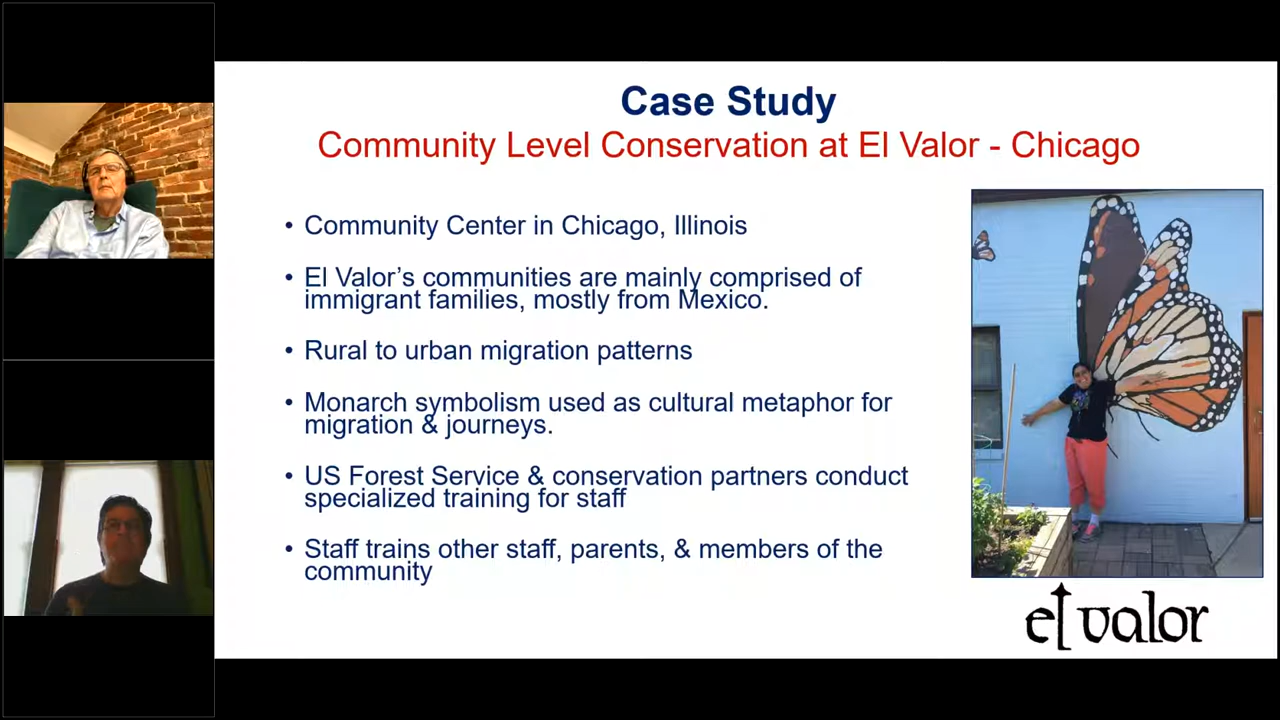 Case Study
Community Level Conservation at El Valor - Chicago
• Community Center in Chicago, Illinois
• El Valor’s communities are mainly comprised of
immigrant families, mostly from Mexico.
• Rural to urban migration patterns
• Monarch symbolism used as cultural metaphor for
migration & journeys.
• US Forest Service & conservation partners conduct
specialized training for staff
• Staff trains other staff, parents, & members of the
community
el valor